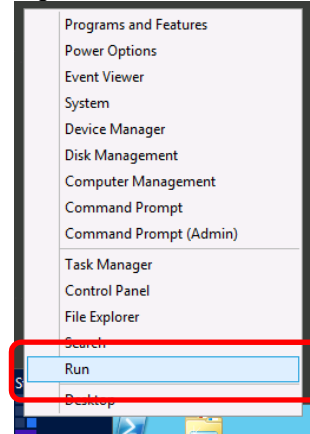 Programs and Features
Power Options
Event Viewer
System
Device Manager
Disk Management
Computer Management
Command Prompt
Command Prompt (Admin)
Task Manager
Control Panel
File Explorer
Search
Run
Desktop